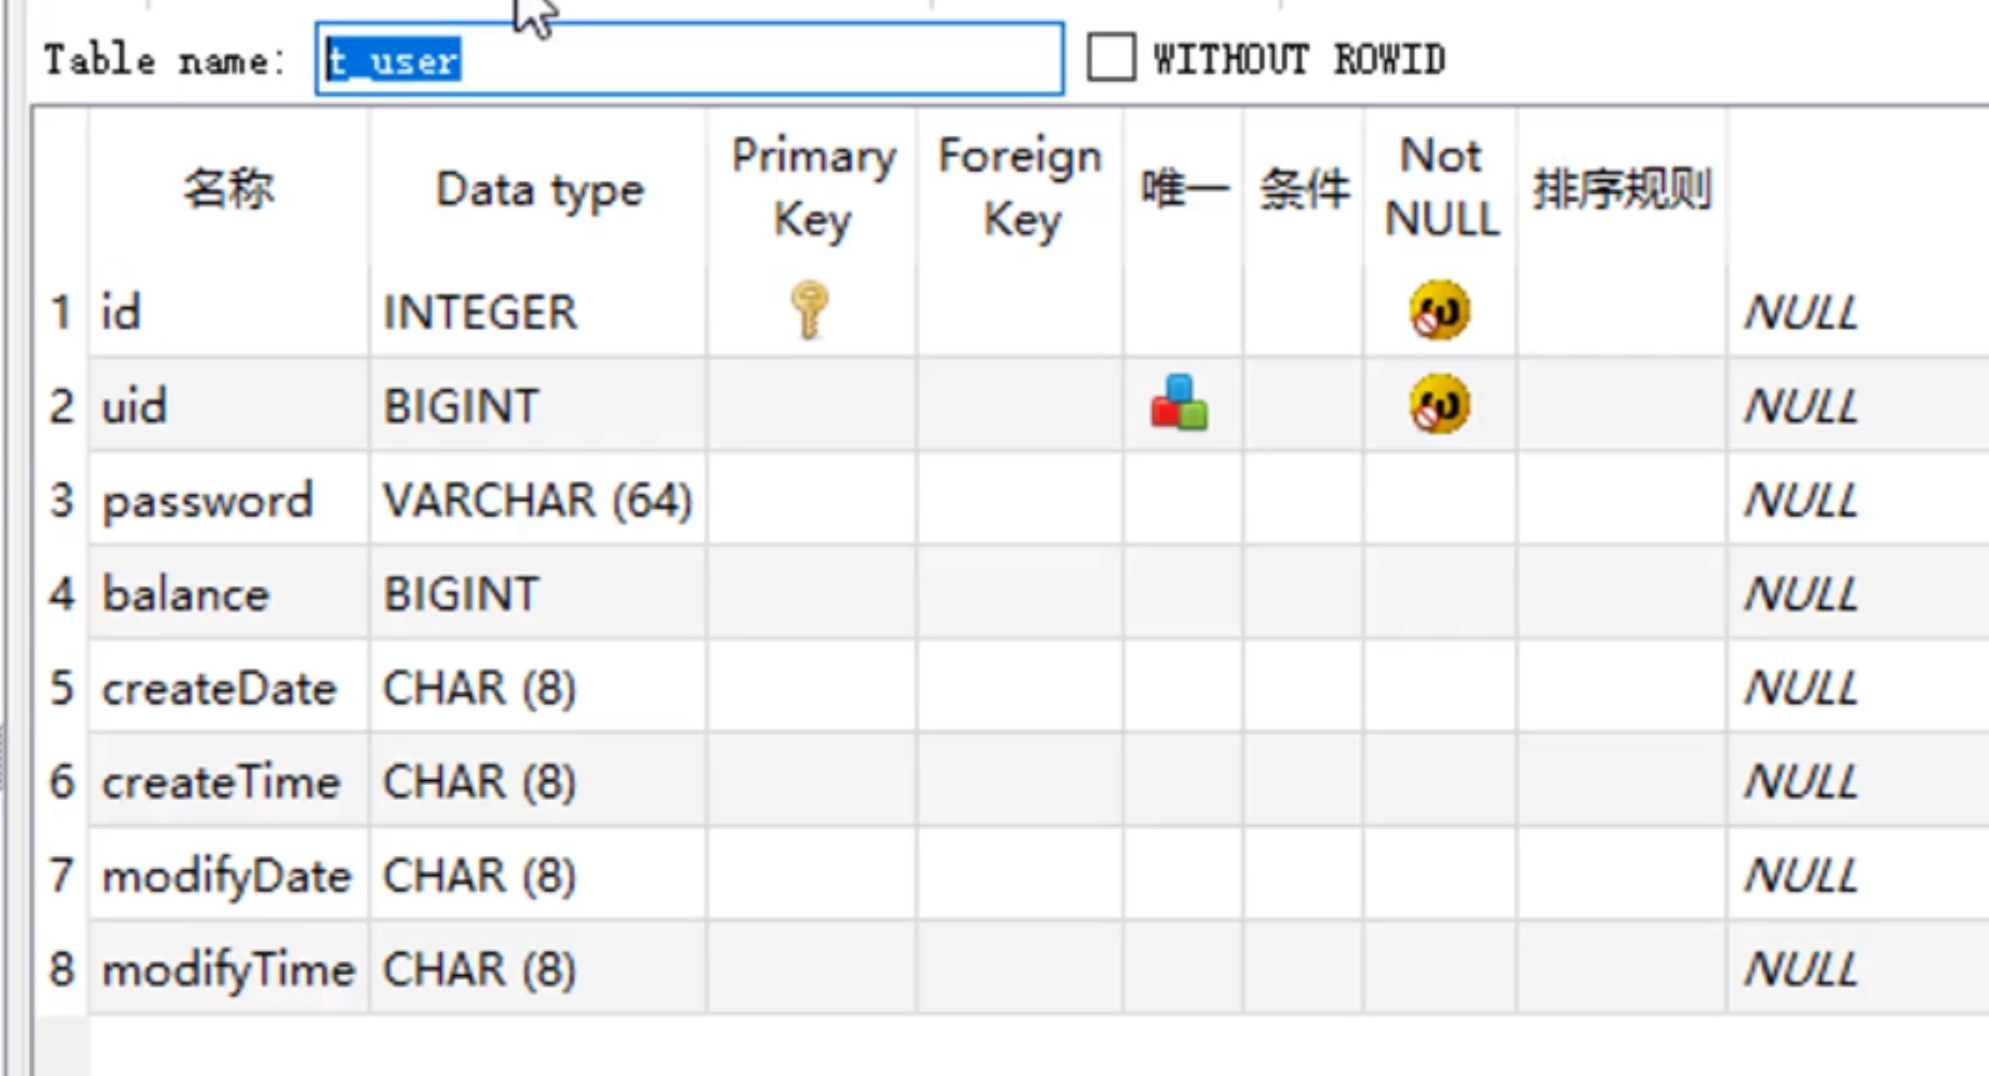 Table name: t_user WITHOUT ROWID
名称 Data type Primary Key Foreign Key 唯一 条件 Not NULL 排序规则
1 id INTEGER NULL
2 uid BIGINT NULL
3 password VARCHAR (64) NULL
4 balance BIGINT NULL
5 createDate CHAR (8) NULL
6 createTime CHAR (8) NULL
7 modifyDate CHAR (8) NULL
8 modifyTime CHAR (8) NULL